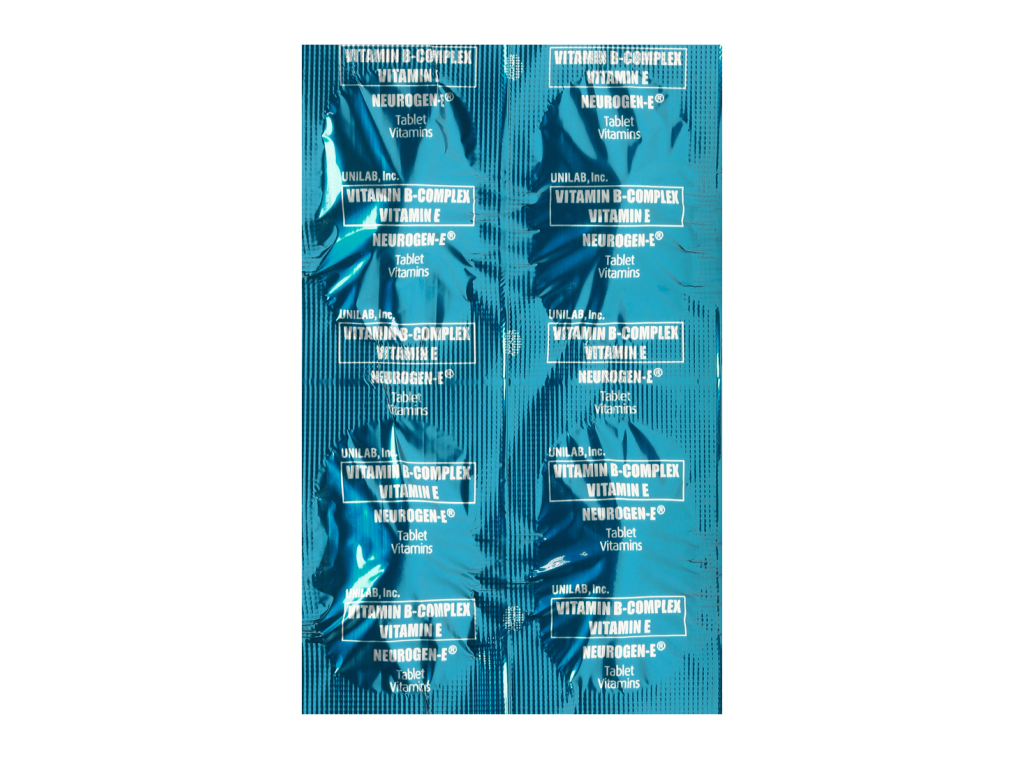 VITAMIN B-COMPLEX
VITAMIN E
NEUROGEN-E®
Tablet
Vitamins
UNILAB, Inc.
VITAMIN B-COMPLEX
VITAMIN E
NEUROGEN-E®
Tablet
Vitamins
UNILAB, Inc.
VITAMIN B-COMPLEX
VITAMIN E
NEUROGEN-E®
Tablet
Vitamins
UNILAB, Inc.
VITAMIN B-COMPLEX
VITAMIN E
NEUROGEN-E®
Tablet
Vitamins
UNILAB, Inc.
VITAMIN B-COMPLEX
VITAMIN E
NEUROGEN-E®
Tablet
Vitamins
VITAMIN B-COMPLEX
VITAMIN E
NEUROGEN-E®
Tablet
Vitamins
UNILAB, Inc.
VITAMIN B-COMPLEX
VITAMIN E
NEUROGEN-E®
Tablet
Vitamins
UNILAB, Inc.
VITAMIN B-COMPLEX
VITAMIN E
NEUROGEN-E®
Tablet
Vitamins
UNILAB, Inc.
VITAMIN B-COMPLEX
VITAMIN E
NEUROGEN-E®
Tablet
Vitamins
UNILAB, Inc.
VITAMIN B-COMPLEX
VITAMIN E
NEUROGEN-E®
Tablet
Vitamins